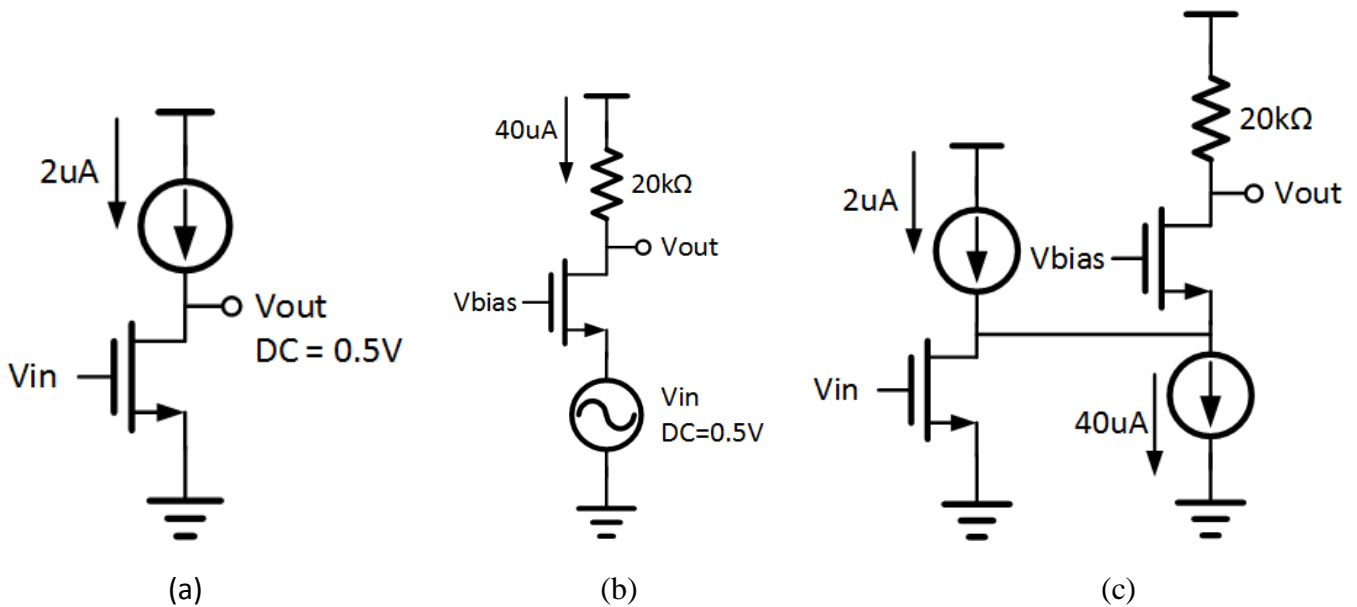 2uA
Vout
DC = 0.5V
Vin
(a)
40uA
20kΩ
Vout
Vbias
Vin
DC=0.5V
(b)
20kΩ
2uA
Vout
Vbias
Vin
40uA
(c)